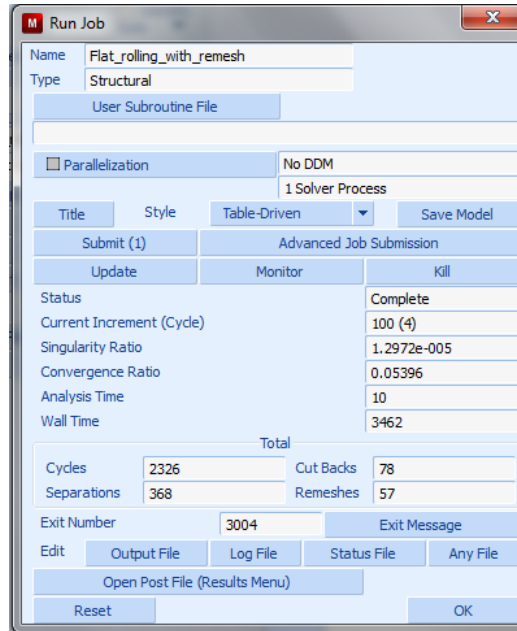 M Run Job
Name Flat_rolling_with_remesh
Type Structural
User Subroutine File
Parallelization No DDM
1 Solver Process
Title Style Table-Driven Save Model
Submit (1) Advanced Job Submission
Update Monitor Kill
Status Complete
Current Increment (Cycle) 100 (4)
Singularity Ratio 1.2972e-005
Convergence Ratio 0.05396
Analysis Time 10
Wall Time 3462
Total
Cycles 2326 Cut Backs 78
Separations 368 Remeshes 57
Exit Number 3004 Exit Message
Edit Output File Log File Status File Any File
Open Post File (Results Menu)
Reset OK